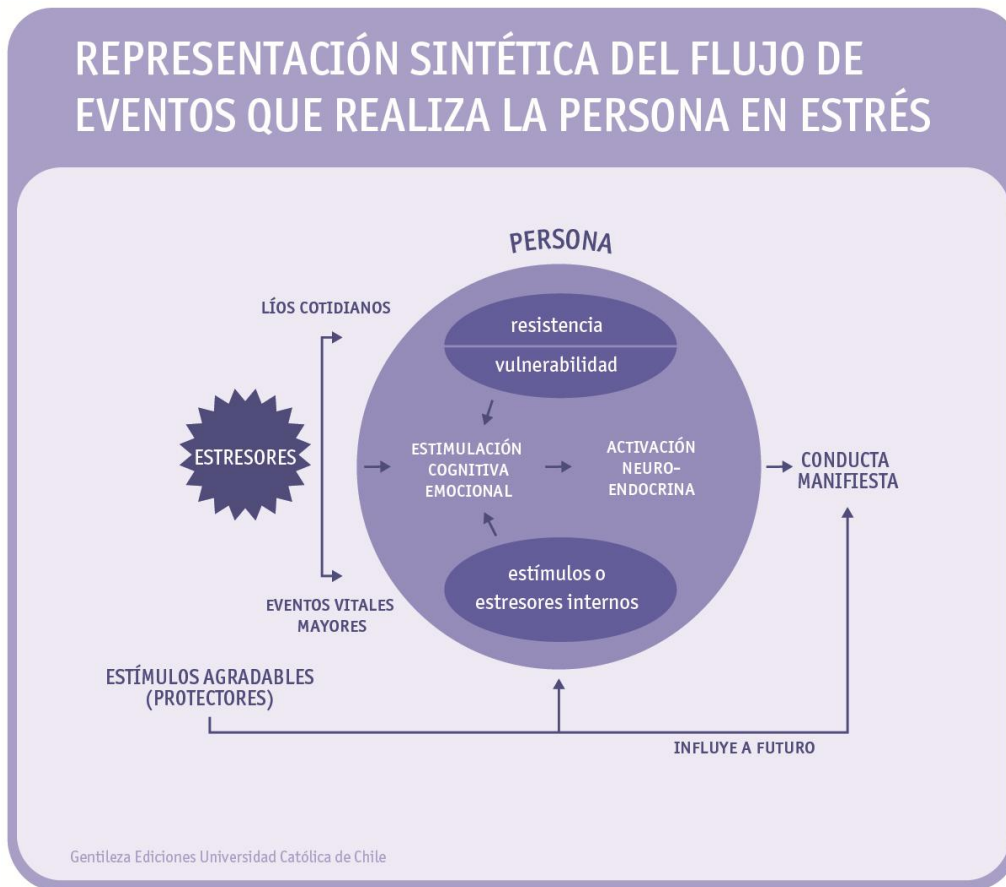 REPRESENTACIÓN SINTÉTICA DEL FLUJO DE
EVENTOS QUE REALIZA LA PERSONA EN ESTRÉS
PERSONA
LÍOS COTIDIANOS
resistencia
vulnerabilidad
ESTRESORES
ESTIMULACIÓN
COGNITIVA
EMOCIONAL
ACTIVACIÓN
NEURO-
ENDOCRINA
CONDUCTA
MANIFIESTA
estímulos o
estresores internos
EVENTOS VITALES
MAYORES
ESTÍMULOS AGRADABLES
(PROTECTORES)
INFLUYE A FUTURO
Gentileza Ediciones Universidad Católica de Chile